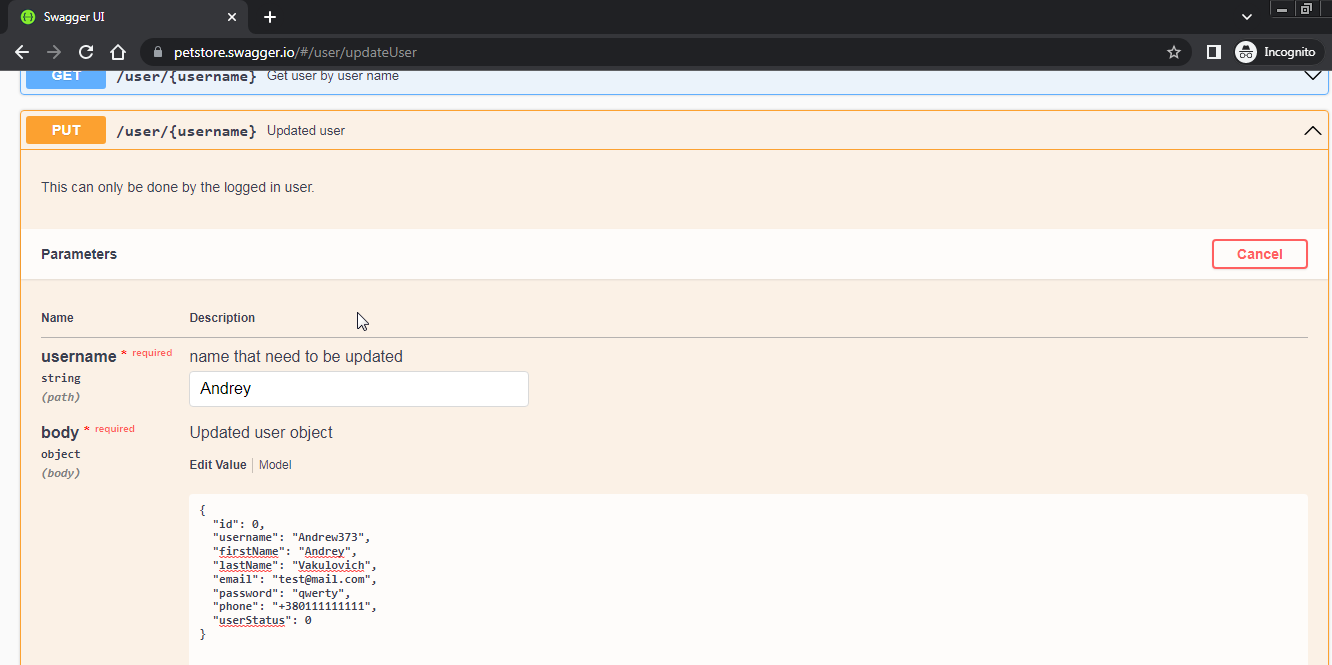 Swagger UI
petstore.swagger.io/#/user/updateUser
Incognito
GET /user/{username} Get user by user name
PUT /user/{username} Updated user
This can only be done by the logged in user.
Parameters
Cancel
Name Description
username * required name that need to be updated
string
(path)
Andrey
body * required Updated user object
object
(body)
Edit Value Model
{
"id": 0,
"username": "Andrew373",
"firstName": "Andrey",
"lastName": "Vakulovich",
"email": "test@mail.com",
"password": "qwerty",
"phone": "+380111111111",
"userStatus": 0
}